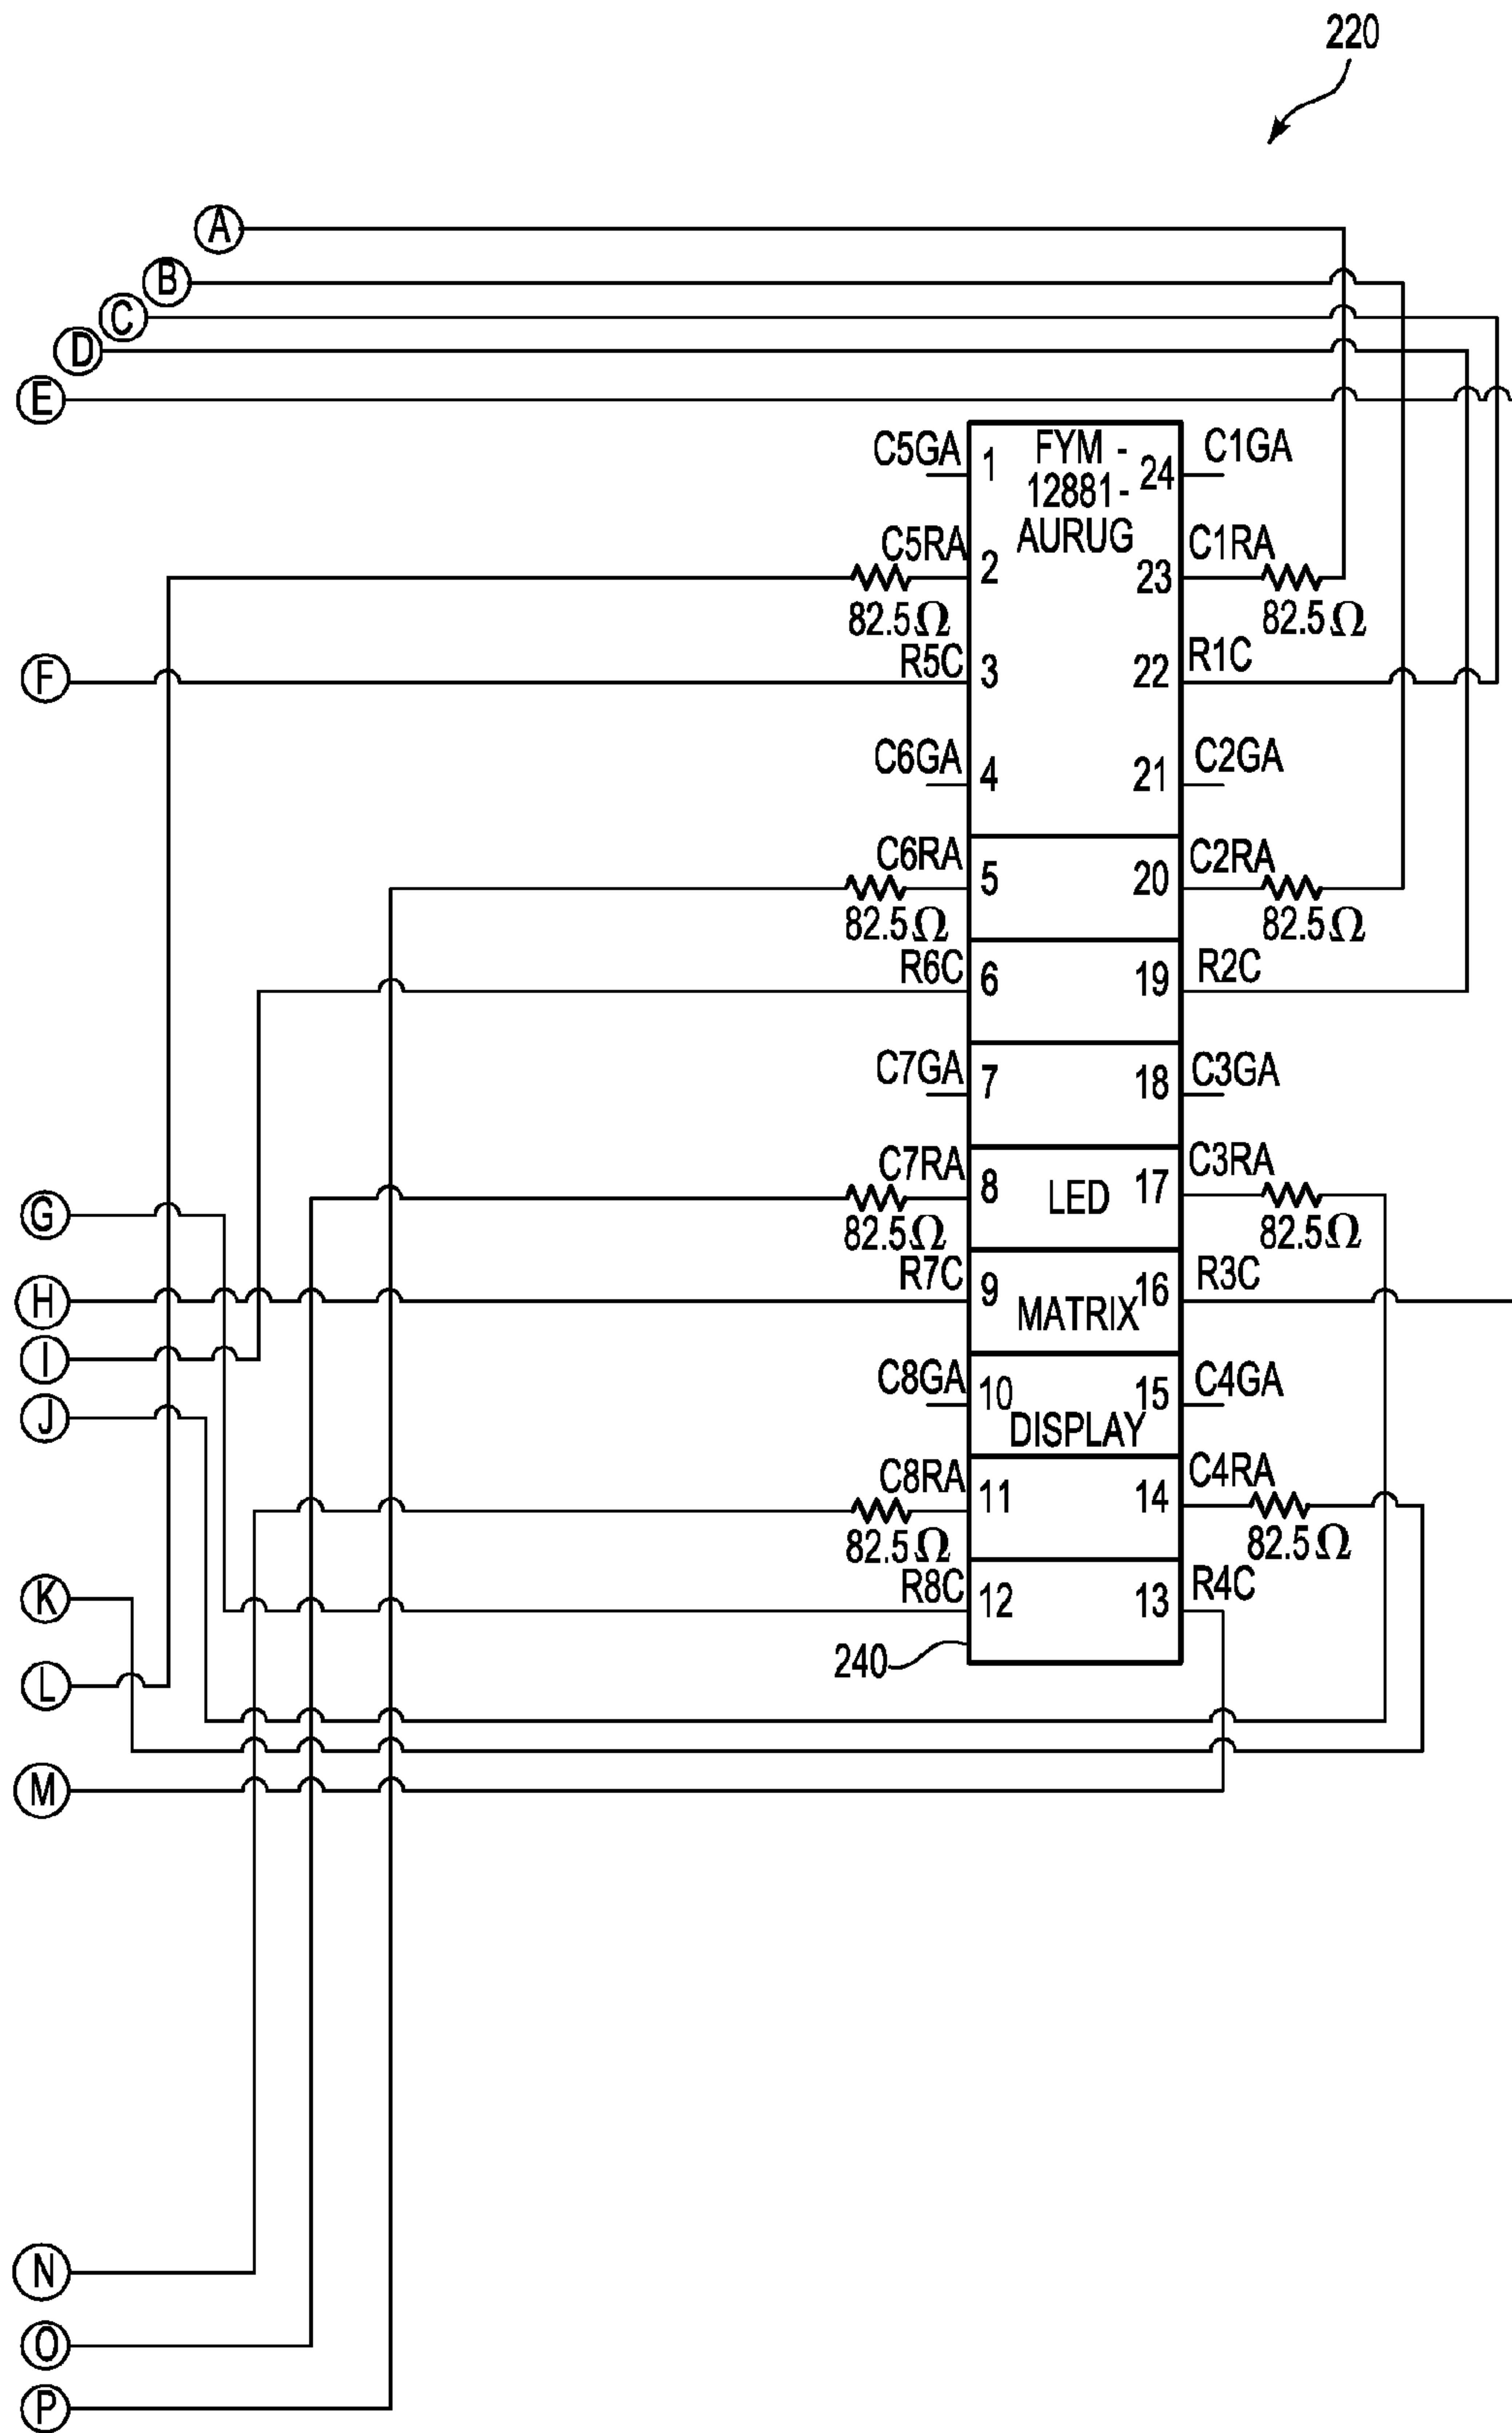 220
A
B
C
D
E
C5GA 1 FYM - 24 C1GA
12881-
C5RA 2 AURUG 23 C1RA
82.5Ω 82.5Ω
F R5C 3 22 R1C
C6GA 4 21 C2GA
C6RA 5 20 C2RA
82.5Ω 82.5Ω
R6C 6 19 R2C
C7GA 7 18 C3GA
C7RA 8 LED 17 C3RA
G 82.5Ω 82.5Ω
R7C 9 16 R3C
H MATRIX
I
C8GA 10 15 C4GA
J DISPLAY
C8RA 11 14 C4RA
82.5Ω 82.5Ω
K R8C 12 13 R4C
240
L
M
N
O
P